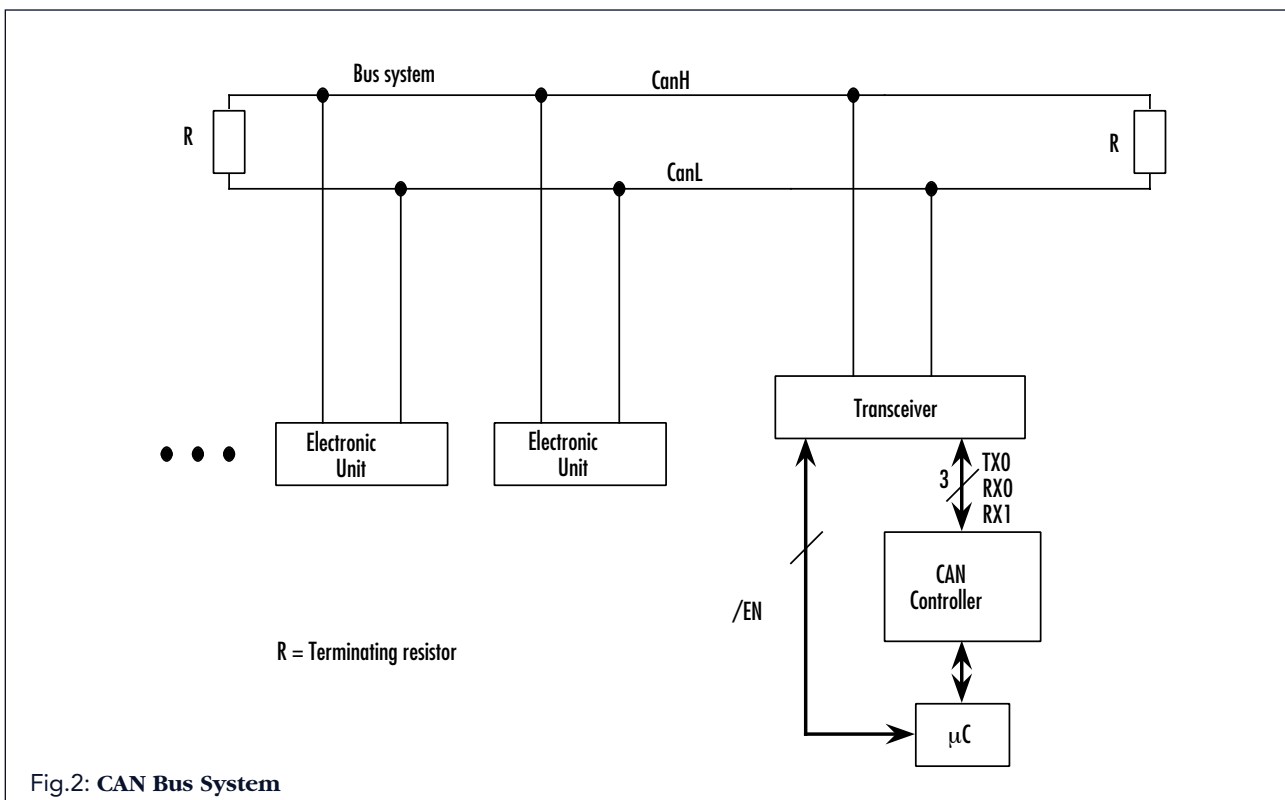 Bus system
CanH
R
R
CanL
Transceiver
Electronic
Unit
Electronic
Unit
3
TX0
RX0
RX1
CAN
Controller
/EN
R = Terminating resistor
µC
Fig.2: CAN Bus System